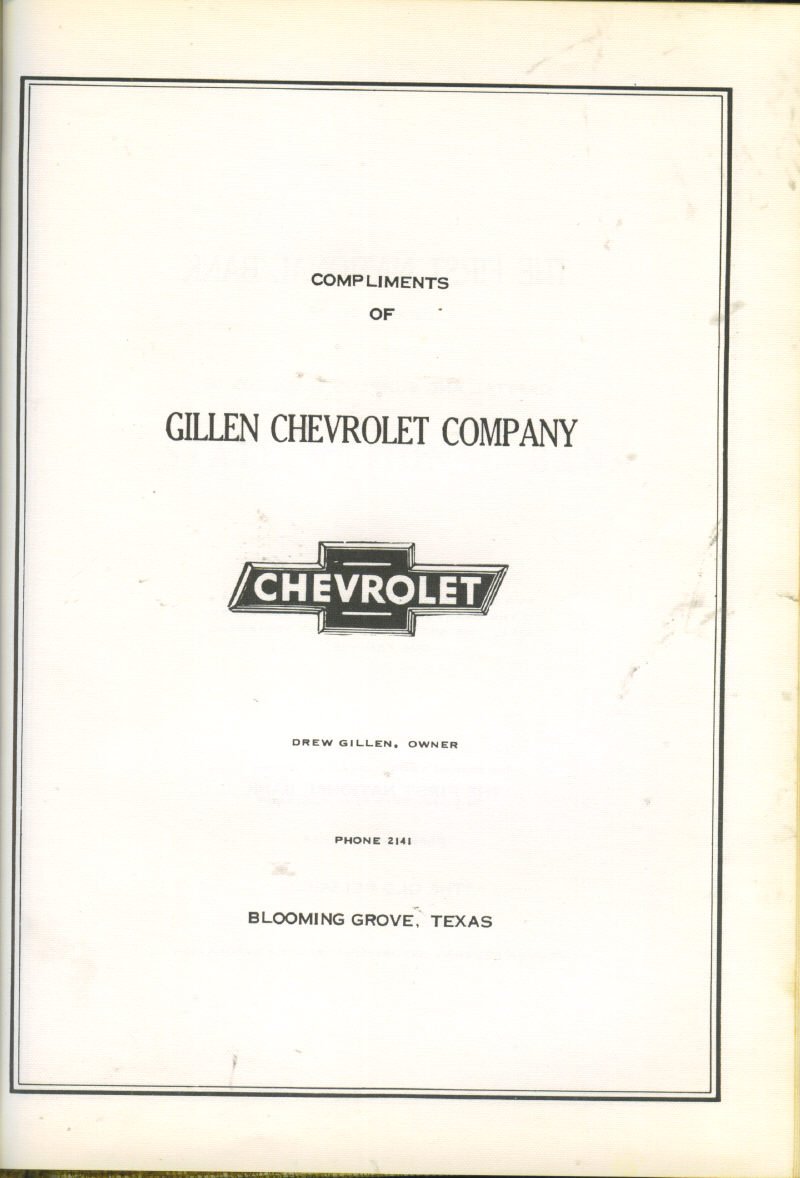 COMPLIMENTS
OF
GILLEN CHEVROLET COMPANY
CHEVROLET
DREW GILLEN, OWNER
PHONE 2141
BLOOMING GROVE, TEXAS